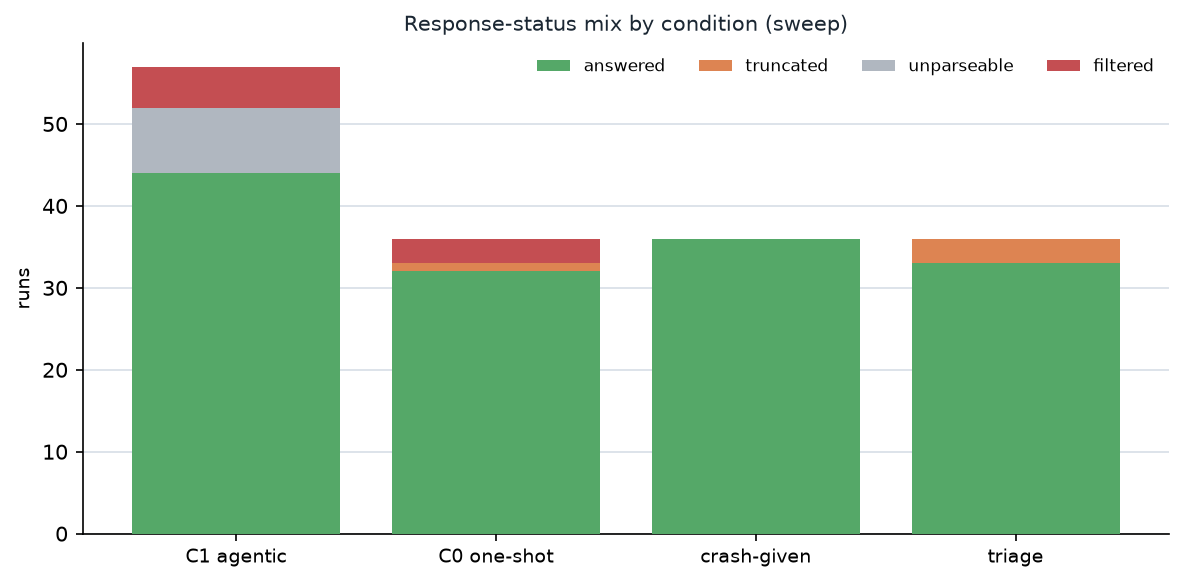 Response-status mix by condition (sweep)
answered truncated unparseable filtered
50
40
30
20
10
0
runs
C1 agentic C0 one-shot crash-given triage